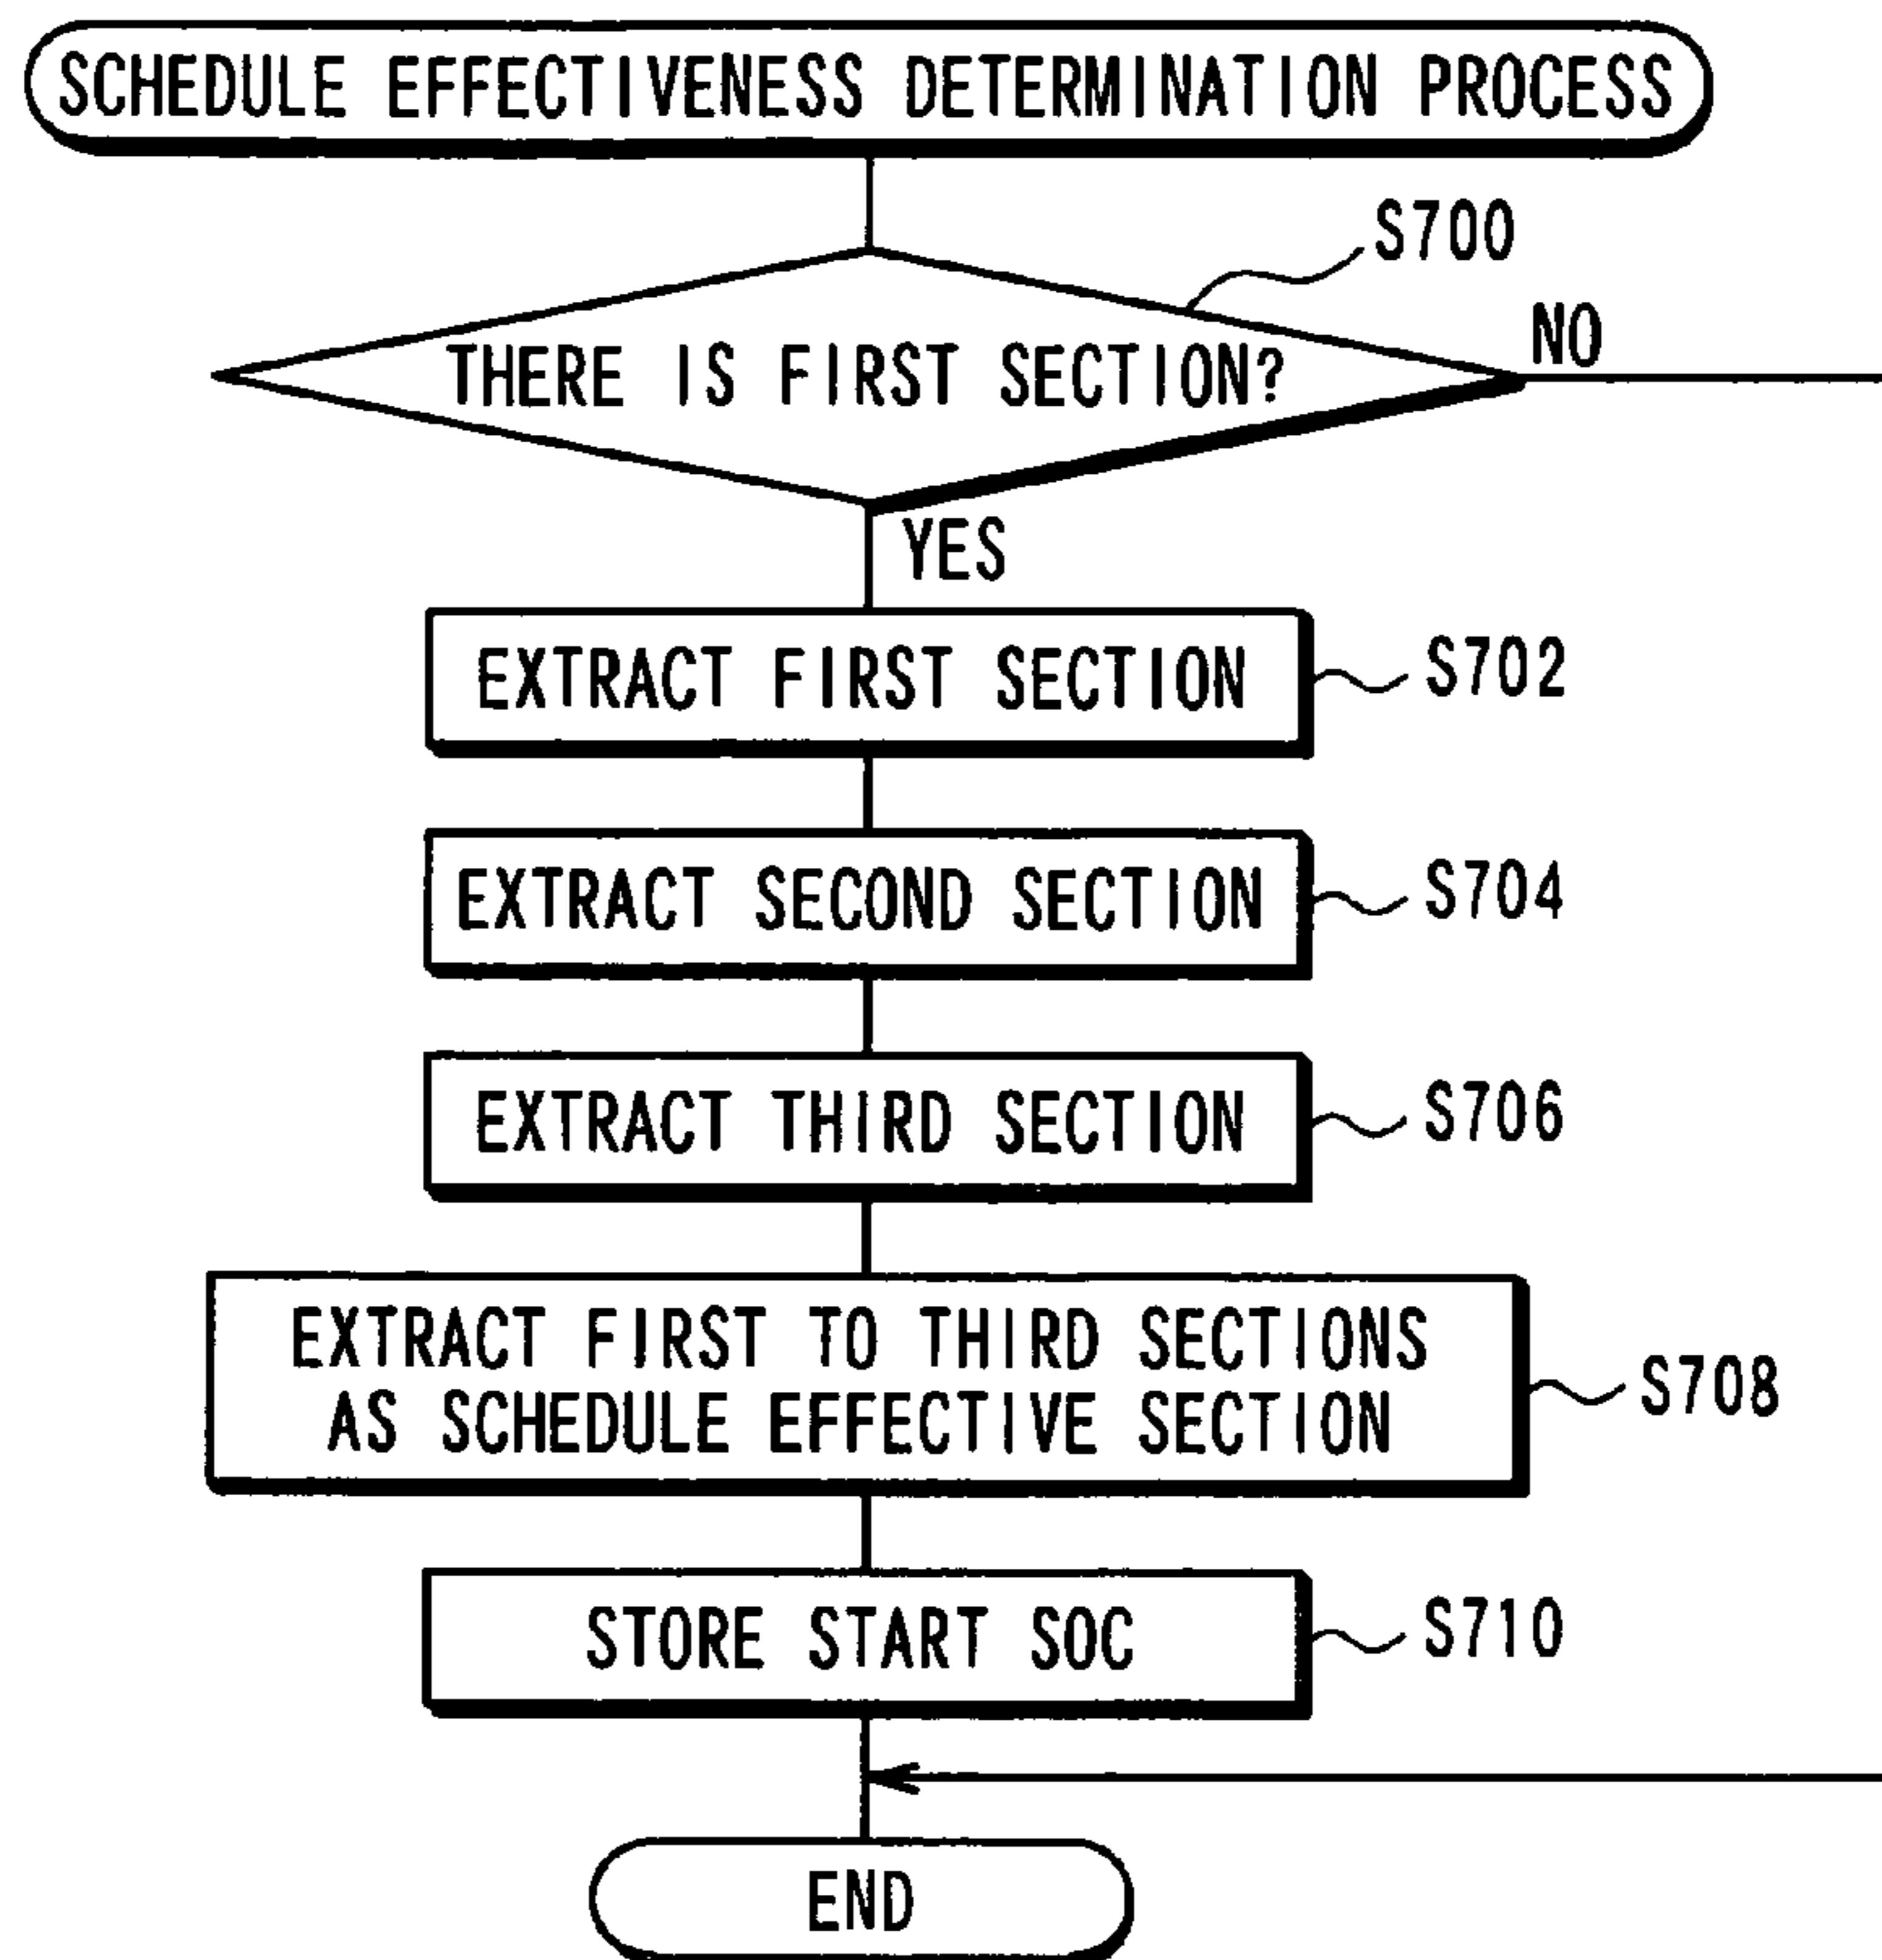 SCHEDULE EFFECTIVENESS DETERMINATION PROCESS
S700
THERE IS FIRST SECTION?
NO
YES
EXTRACT FIRST SECTION
S702
EXTRACT SECOND SECTION
S704
EXTRACT THIRD SECTION
S706
EXTRACT FIRST TO THIRD SECTIONS
AS SCHEDULE EFFECTIVE SECTION
S708
STORE START SOC
S710
END